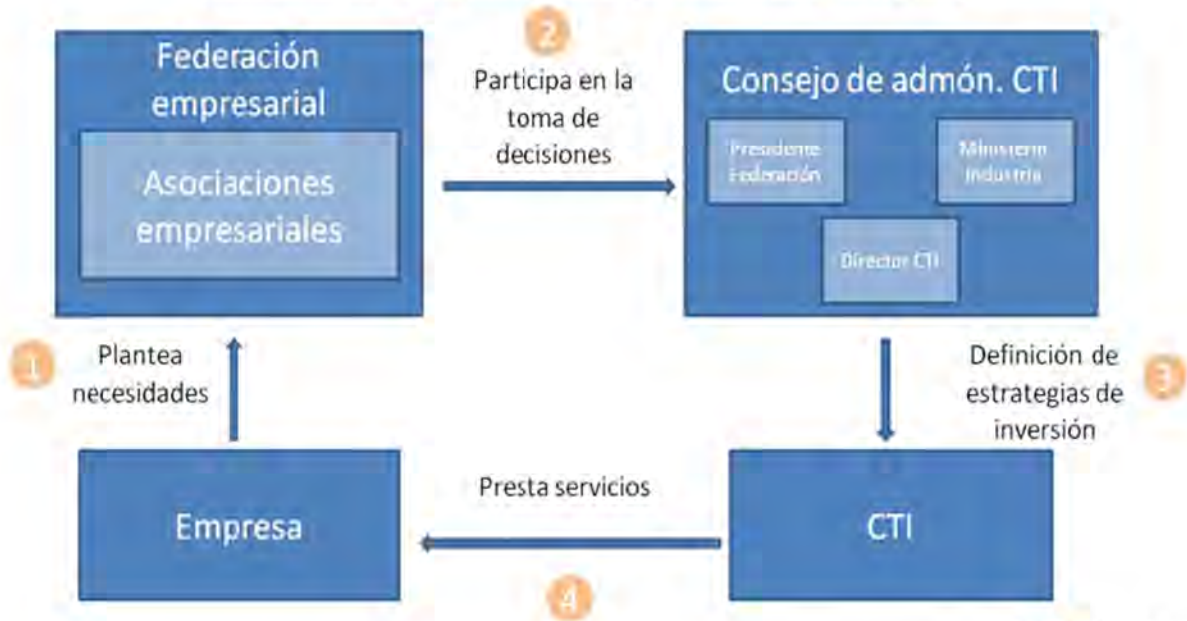 Federación
empresarial
Asociaciones
empresariales
2
Participa en la
toma de
decisiones
Consejo de admón. CTI
Presidente
Federación
Ministerio
Industria
Director CTI
1
Plantea
necesidades
Definición de
estrategias de
inversión
3
Empresa
Presta servicios
CTI
4